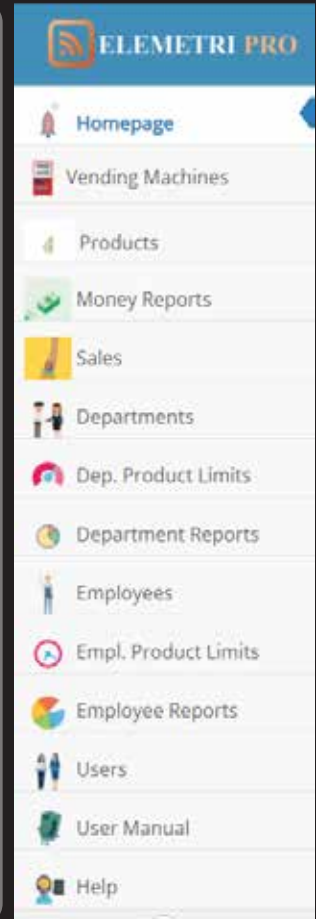 ELEMETRI PRO
Homepage
Vending Machines
Products
Money Reports
Sales
Departments
Dep. Product Limits
Department Reports
Employees
Empl. Product Limits
Employee Reports
Users
User Manual
Help